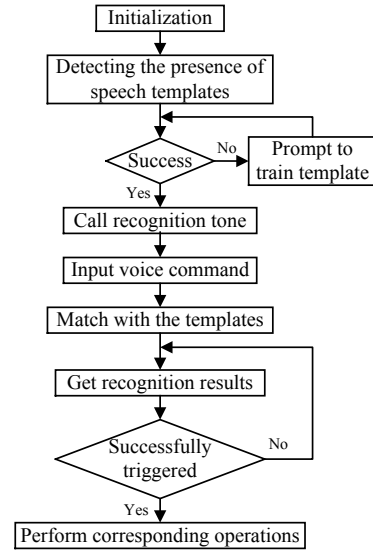 Initialization
Detecting the presence of
speech templates
Success
No
Prompt to
train template
Yes
Call recognition tone
Input voice command
Match with the templates
Get recognition results
Successfully
triggered
No
Yes
Perform corresponding operations